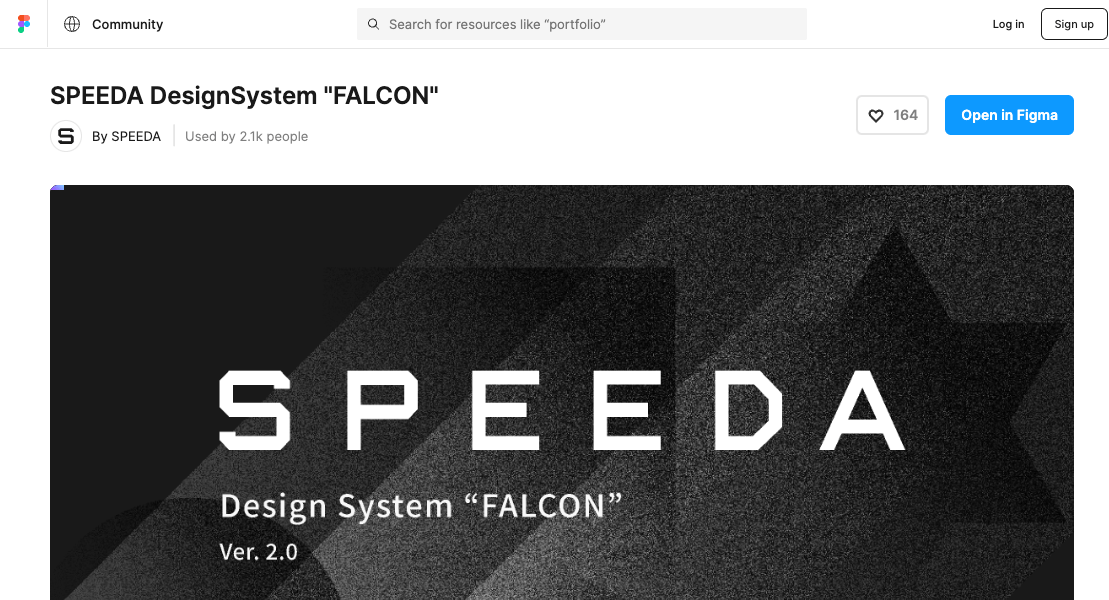 Community
Search for resources like “portfolio”
Log in
Sign up
SPEEDA DesignSystem "FALCON"
S
By SPEEDA
Used by 2.1k people
164
Open in Figma
SPEEDA
Design System “FALCON”
Ver. 2.0